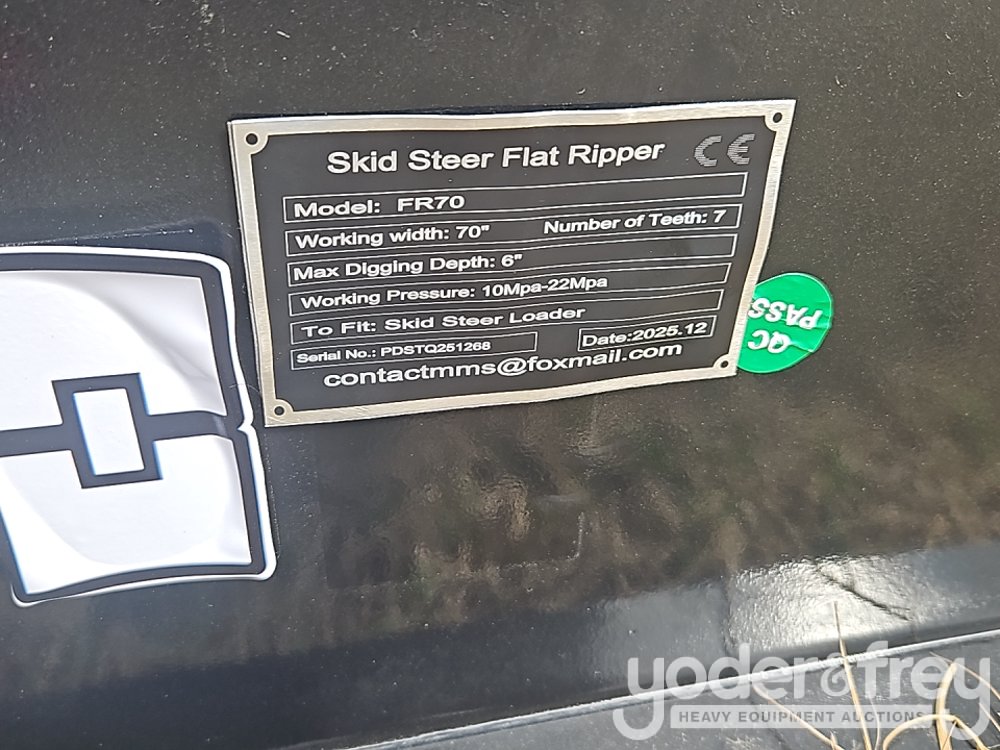 Skid Steer Flat Ripper CE
Model: FR70
Working width: 70" Number of Teeth: 7
Max Digging Depth: 6"
Working Pressure: 10Mpa-22Mpa
To Fit: Skid Steer Loader
Serial No.: PDSTQ251268 Date:2025.12
contactmms@foxmail.com
QC
PASS
yoder&frey
HEAVY EQUIPMENT AUCTIONS